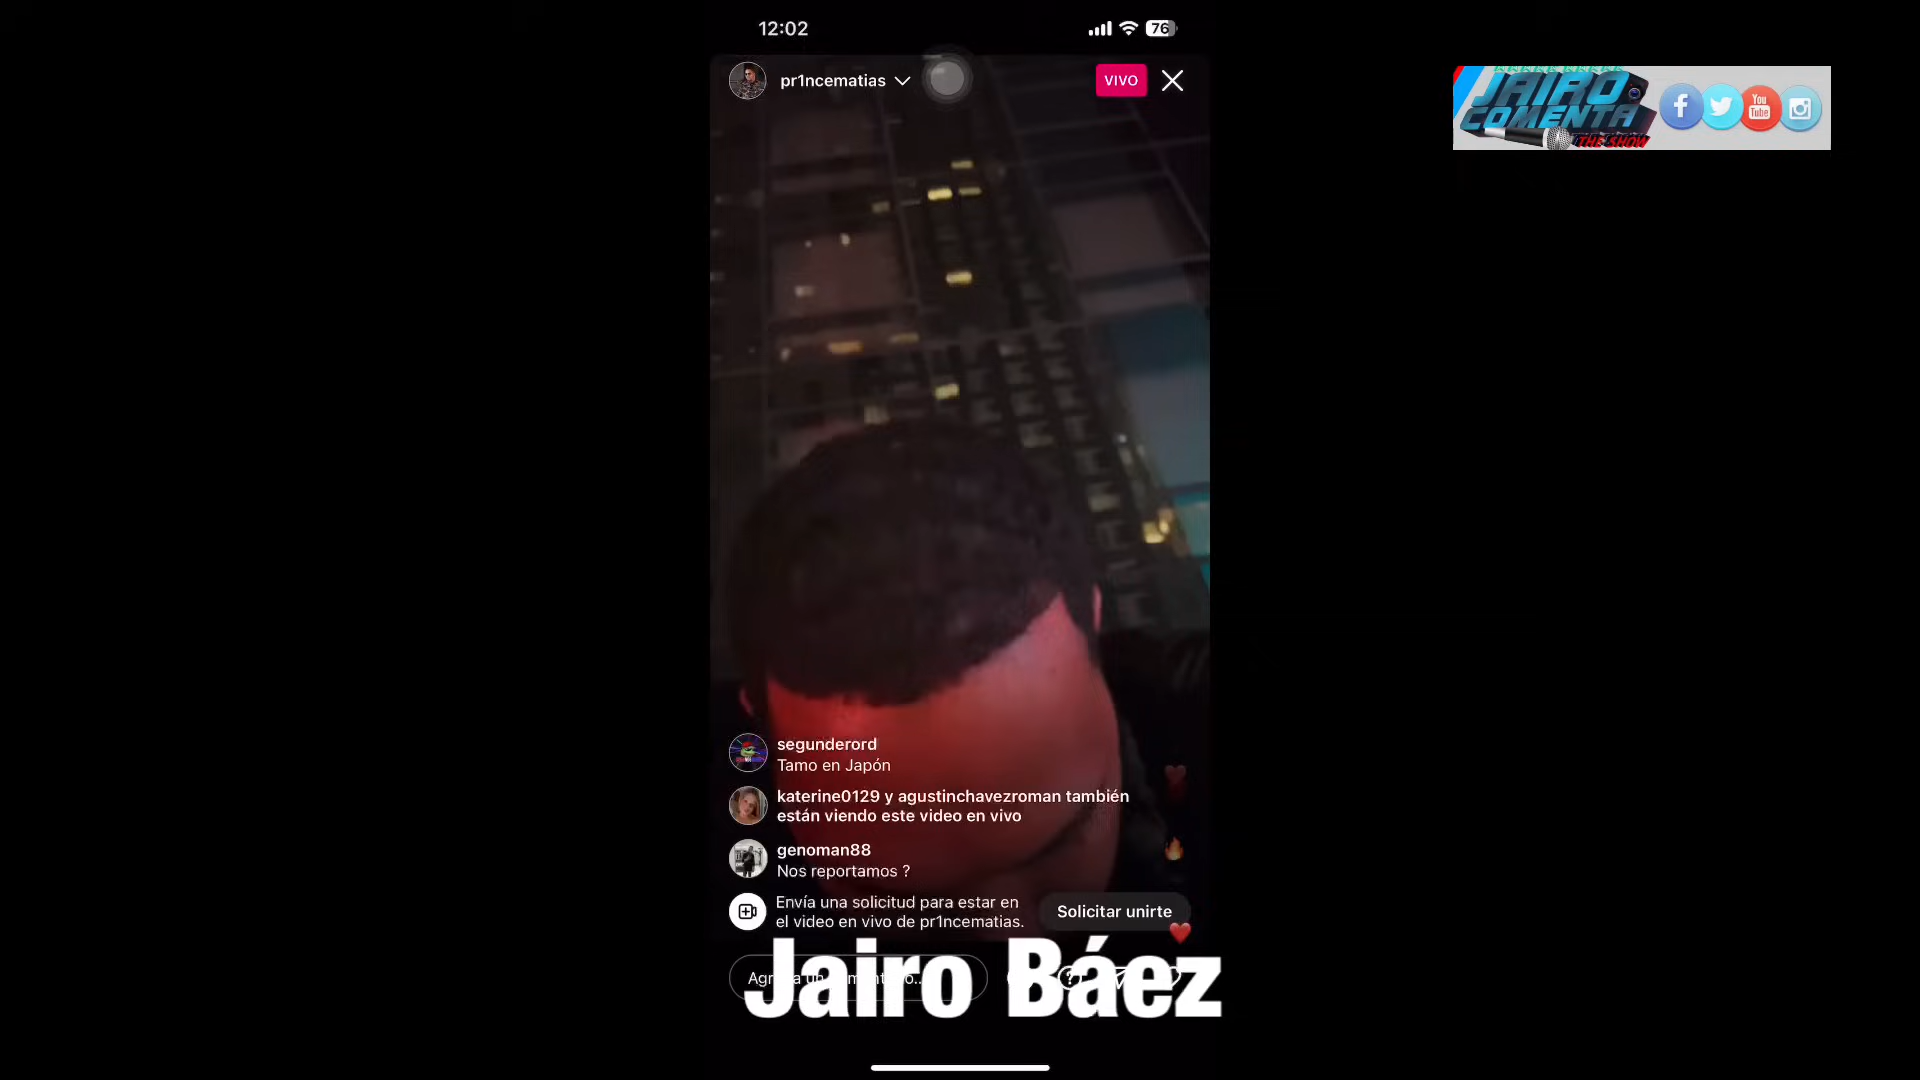 12:02
76
pr1ncematias
VIVO
JAIRO
COMENTA
THE SHOW
You
Tube
segunderord
Tamo en Japón
katerine0129 y agustinchavezroman también
están viendo este video en vivo
genoman88
Nos reportamos ?
Envía una solicitud para estar en
el video en vivo de pr1ncematias.
Solicitar unirte
Jairo Báez